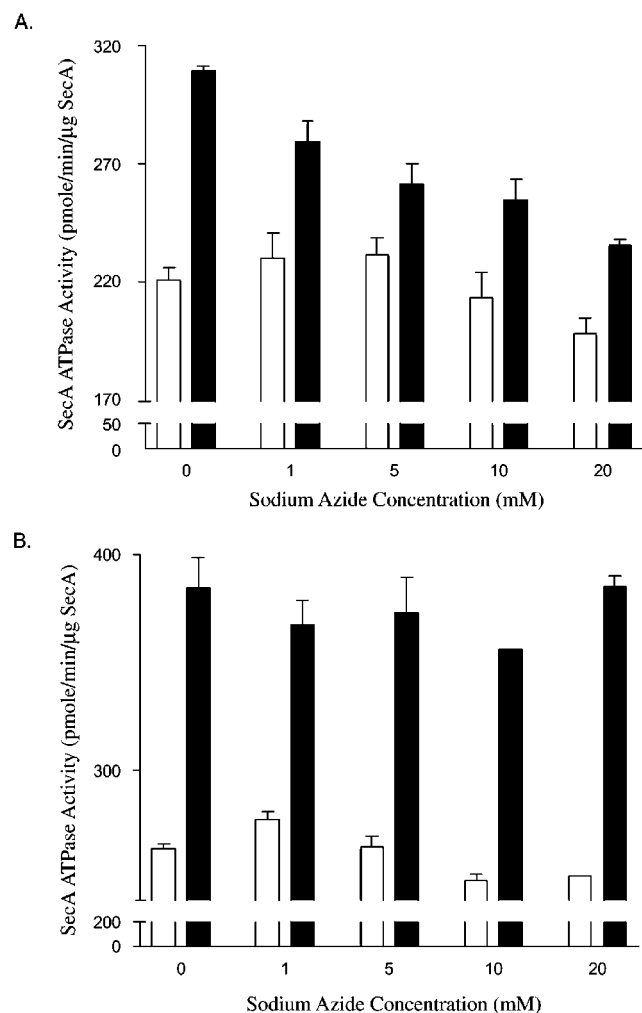 A.
SecA ATPase Activity (pmole/min/μg SecA)
320
270
220
170
50
0
0 1 5 10 20
Sodium Azide Concentration (mM)
B.
SecA ATPase Activity (pmole/min/μg SecA)
400
300
200
0
0 1 5 10 20
Sodium Azide Concentration (mM)